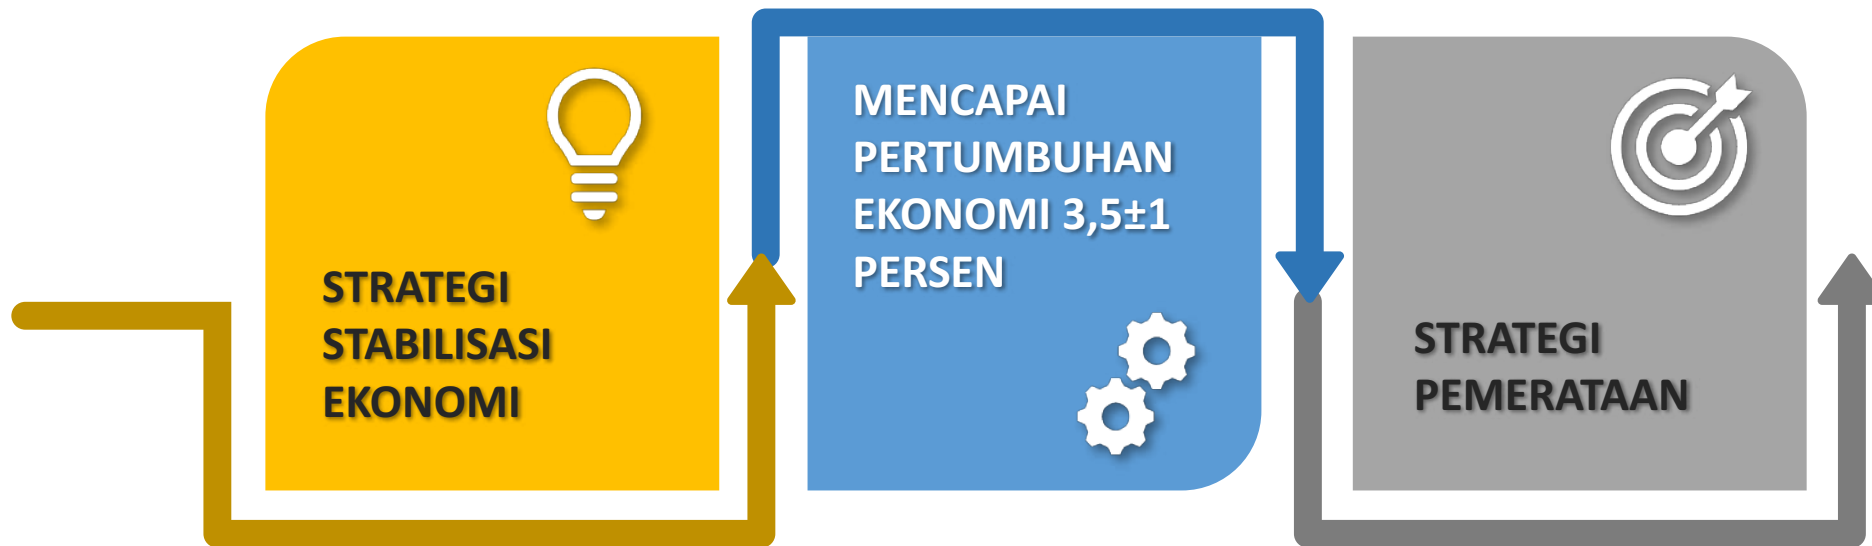 STRATEGI
STABILISASI
EKONOMI
MENCAPAI
PERTUMBUHAN
EKONOMI 3,5±1
PERSEN
STRATEGI
PEMERATAAN